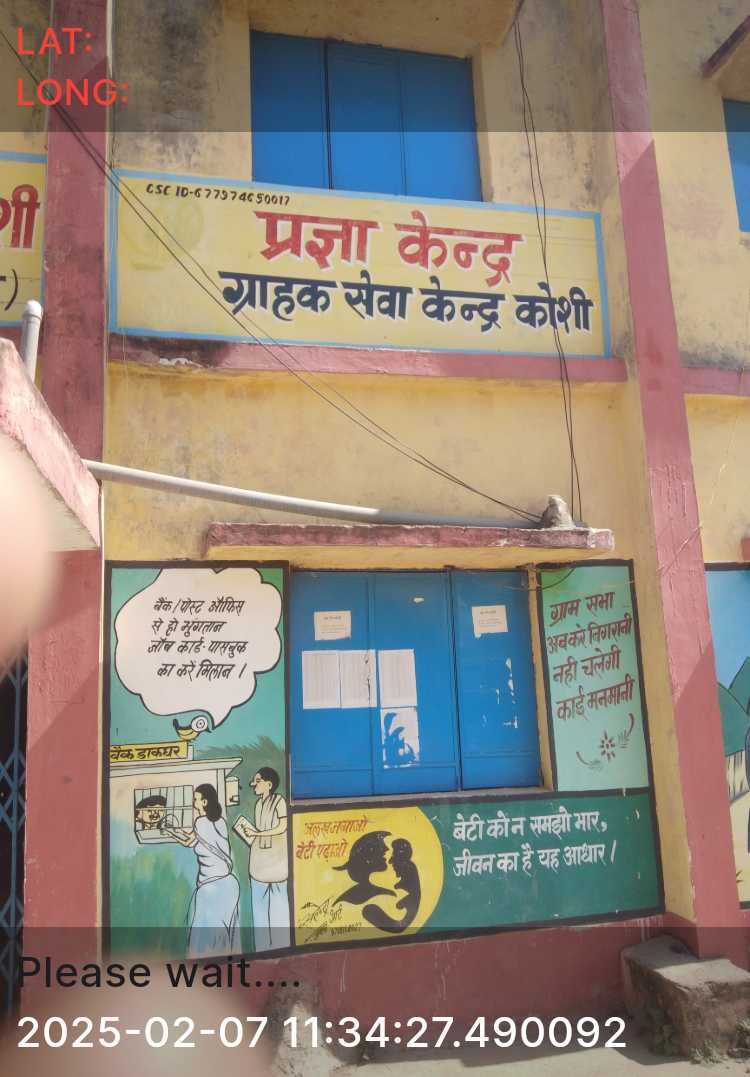 LAT:
LONG:
शी
CSC ID-677974650017
प्रज्ञा केन्द्र
ग्राहक सेवा केन्द्र कोशी
बैंक/पोस्ट ऑफिस
से हो भुगतान
जॉब कार्ड-पासबुक
का करें मिलान।
बैंक डाकघर
ग्राम सभा
अब करे निगरानी
नही चलेगी
कोई मनमानी
बेटी पढ़ाओ
बेटी को न समझो भार,
जीवन का है यह आधार।
Please wait....
2025-02-07 11:34:27.490092